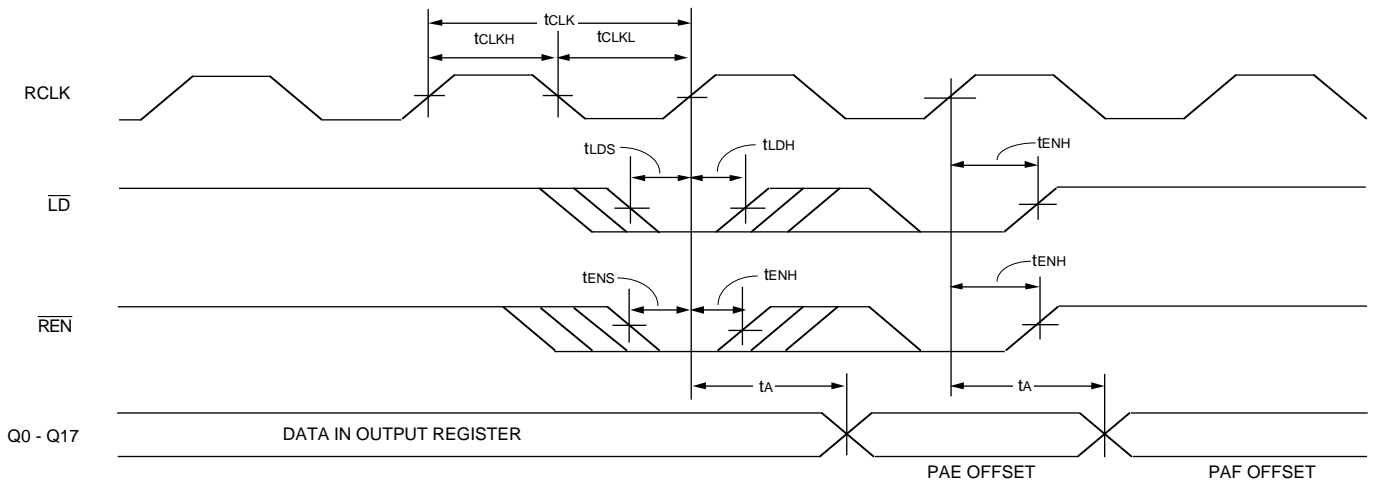 tCLK
tCLKH
tCLKL
RCLK
tLDS
tLDH
tENH
LD
tENS
tENH
tENH
REN
tA
tA
Q0 - Q17
DATA IN OUTPUT REGISTER
PAE OFFSET
PAF OFFSET